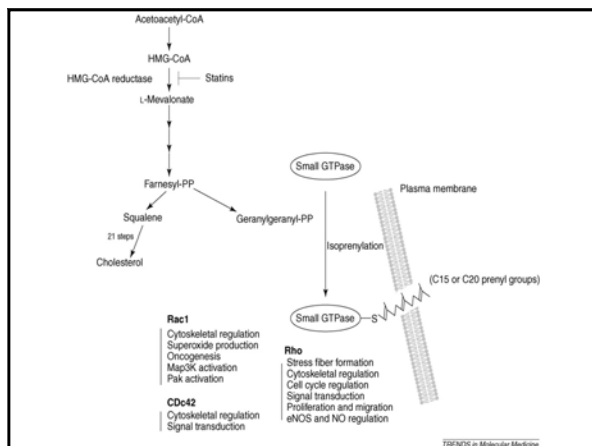 Acetoacetyl-CoA
HMG-CoA
HMG-CoA reductase
Statins
L-Mevalonate
Small GTPase
Farnesyl-PP
Plasma membrane
Squalene
Geranylgeranyl-PP
21 steps
Isoprenylation
Cholesterol
(C15 or C20 prenyl groups)
Small GTPase
S
Rac1
Cytoskeletal regulation
Superoxide production
Oncogenesis
Map3K activation
Pak activation
CDc42
Cytoskeletal regulation
Signal transduction
Rho
Stress fiber formation
Cytoskeletal regulation
Cell cycle regulation
Signal transduction
Proliferation and migration
eNOS and NO regulation
TRENDS in Molecular Medicine